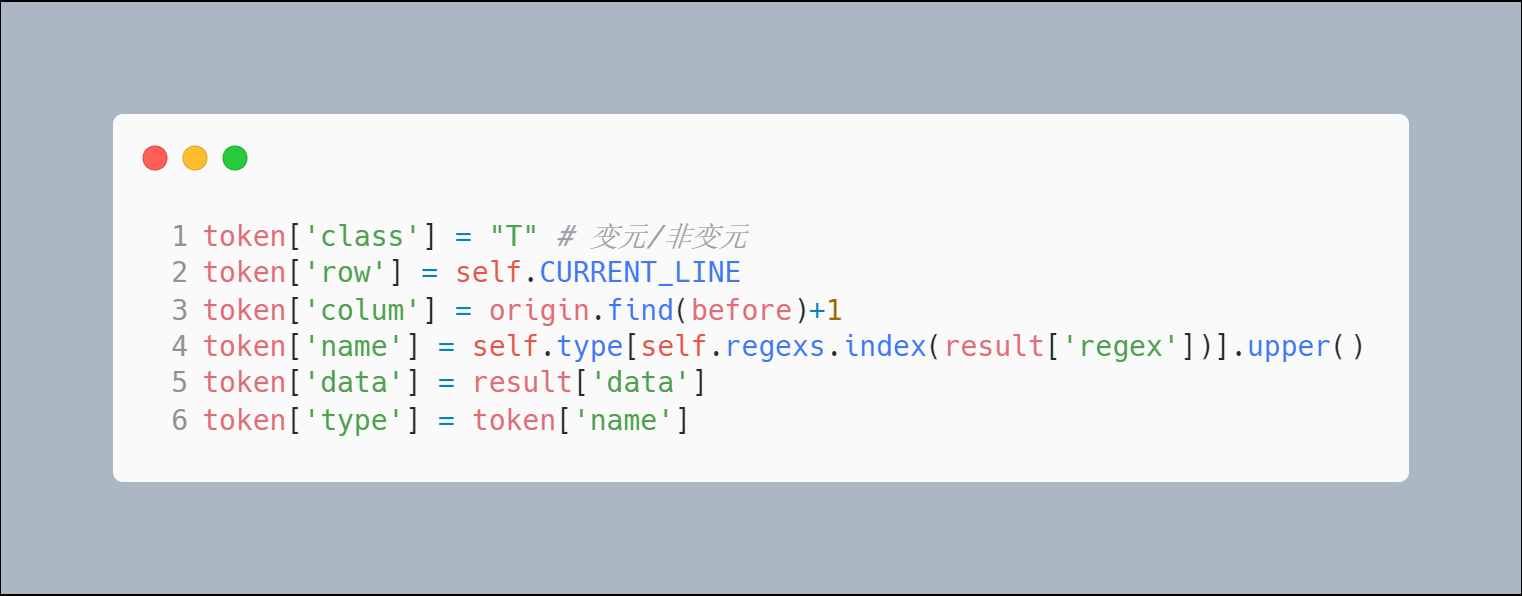 1 token['class'] = "T" # 变元/非变元
2 token['row'] = self.CURRENT_LINE
3 token['colum'] = origin.find(before)+1
4 token['name'] = self.type[self.regexs.index(result['regex'])].upper()
5 token['data'] = result['data']
6 token['type'] = token['name']